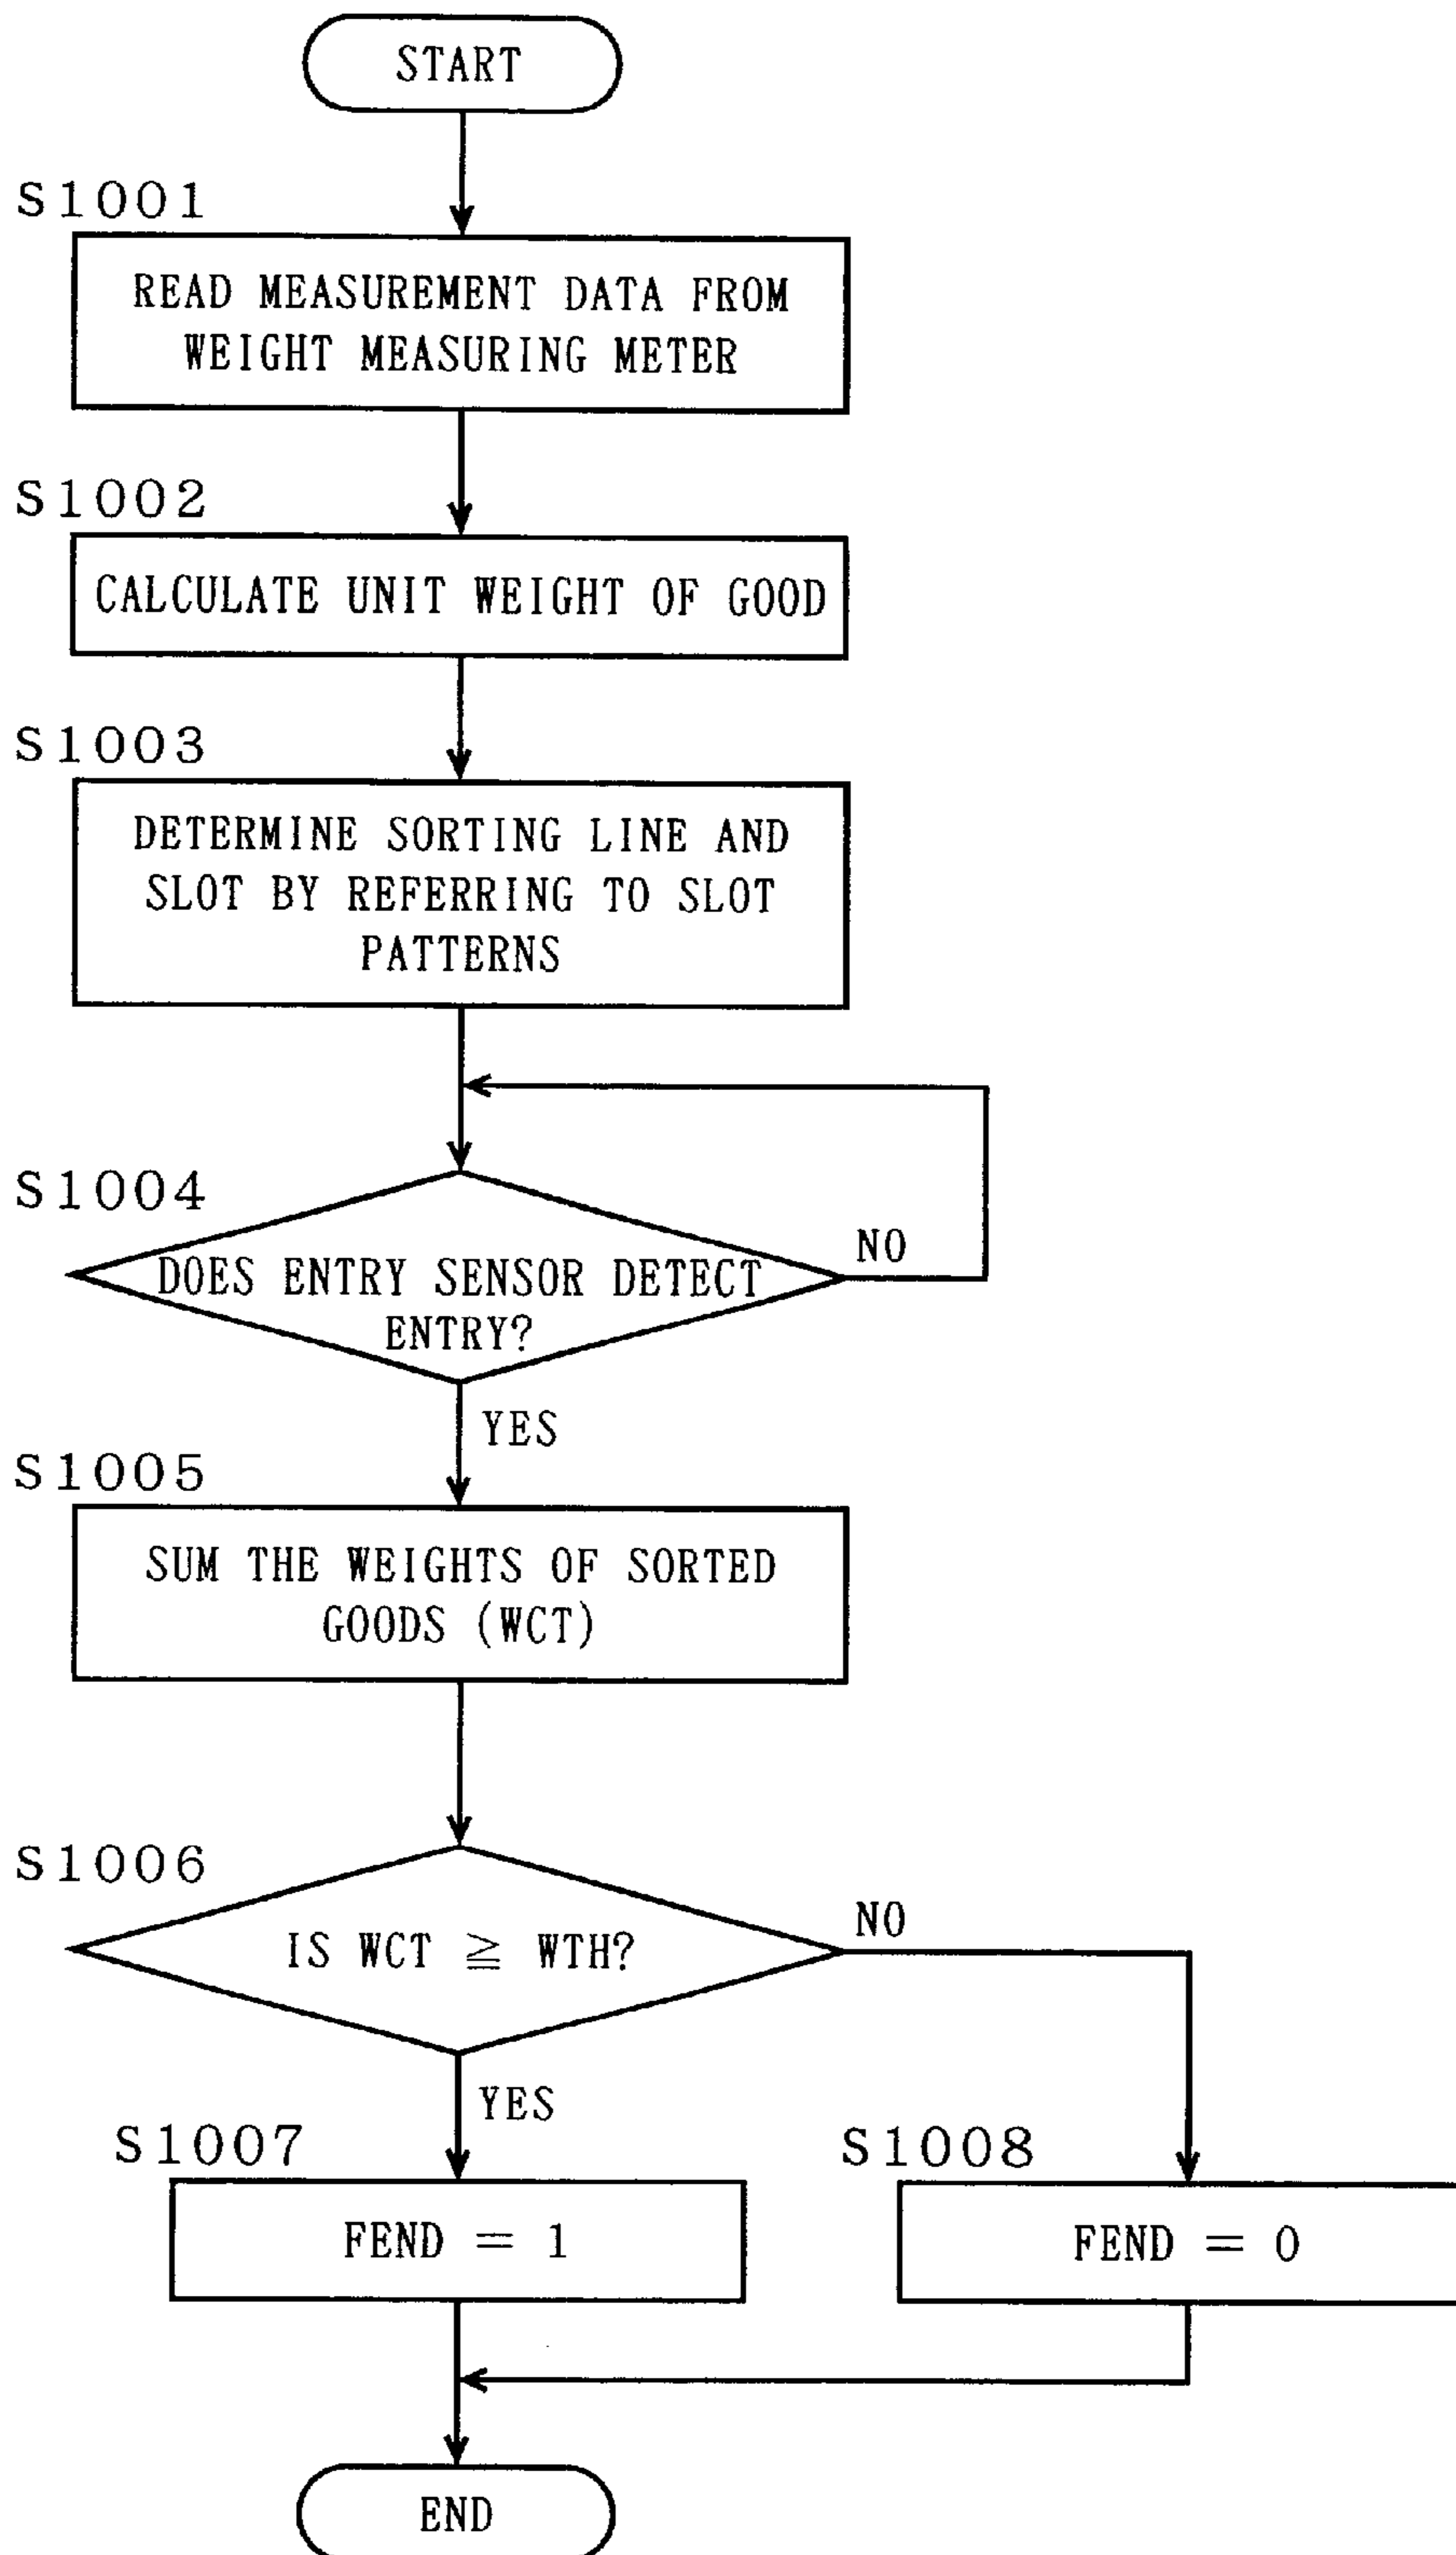 START
S1001
READ MEASUREMENT DATA FROM
WEIGHT MEASURING METER
S1002
CALCULATE UNIT WEIGHT OF GOOD
S1003
DETERMINE SORTING LINE AND
SLOT BY REFERRING TO SLOT
PATTERNS
S1004
DOES ENTRY SENSOR DETECT
ENTRY?
NO
YES
S1005
SUM THE WEIGHTS OF SORTED
GOODS (WCT)
S1006
IS WCT ≧ WTH?
NO
YES
S1007
FEND = 1
S1008
FEND = 0
END